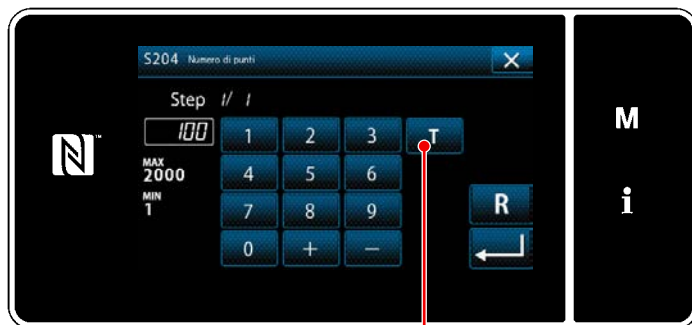 S204 Numero di punti
Step 1/ 1
100
1 2 3 T
MAX
2000
4 5 6
MIN
1
7 8 9 R
0 + −
M
i